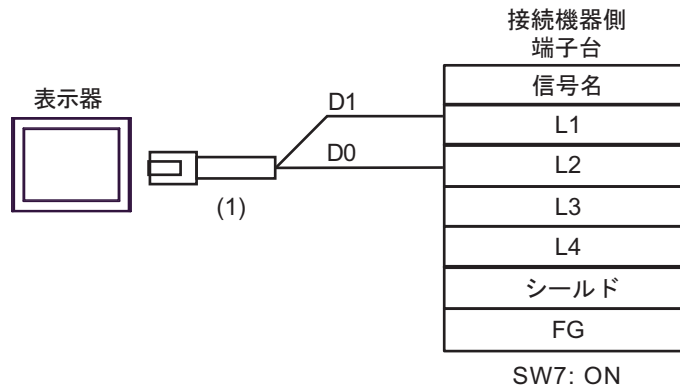 接続機器側
端子台
信号名
表示器
D1
L1
D0
L2
(1)
L3
L4
シールド
FG
SW7: ON